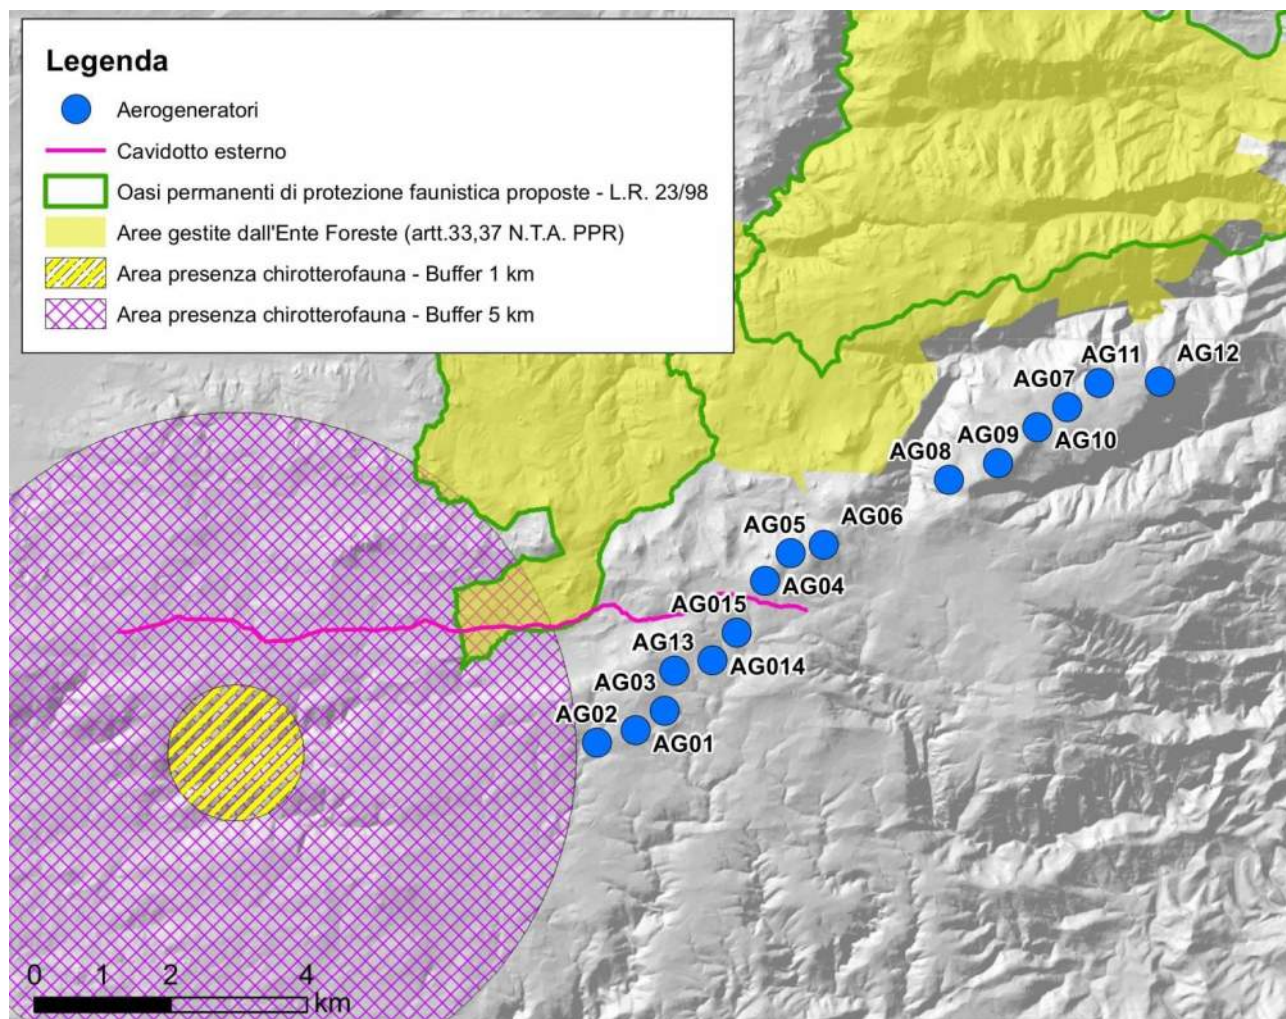 Legenda
Aerogeneratori
Cavidotto esterno
Oasi permanenti di protezione faunistica proposte - L.R. 23/98
Aree gestite dall'Ente Foreste (artt.33,37 N.T.A. PPR)
Area presenza chirotterofauna - Buffer 1 km
Area presenza chirotterofauna - Buffer 5 km
AG11
AG12
AG07
AG09
AG10
AG08
AG06
AG05
AG04
AG015
AG13
AG014
AG03
AG02
AG01
0 1 2 4
km